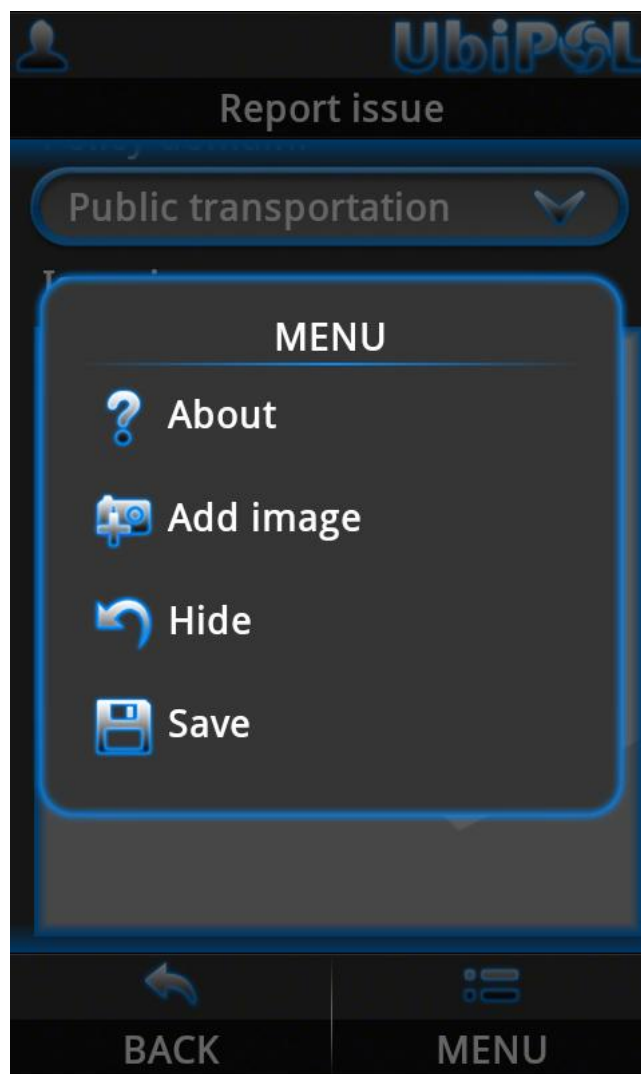 UbiPOL
Report issue
Public transportation
MENU
About
Add image
Hide
Save
BACK
MENU